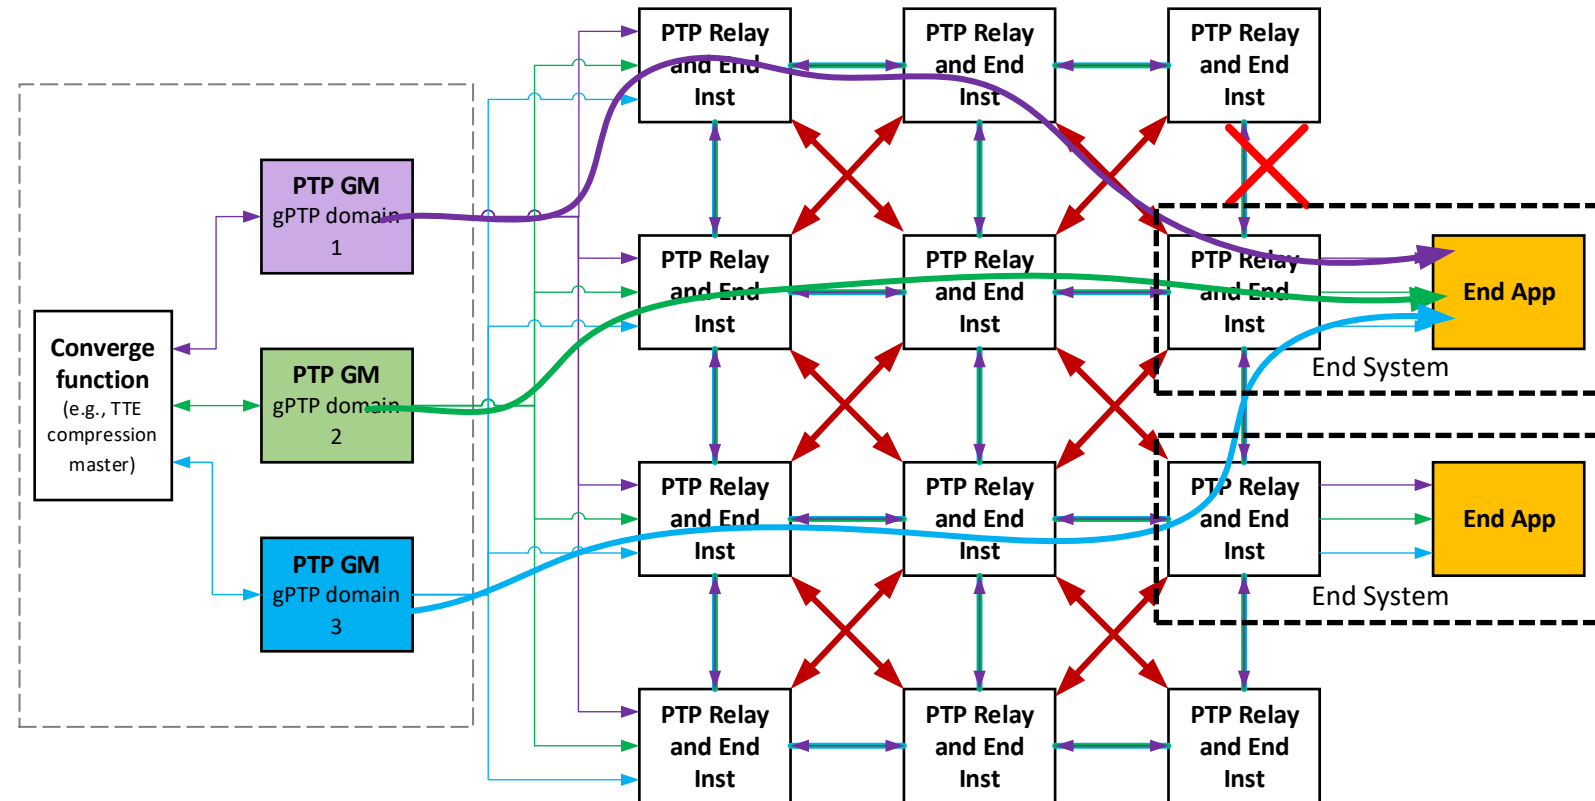 PTP Relay
and End
Inst
PTP Relay
and End
Inst
PTP Relay
and End
Inst
PTP GM
gPTP domain
1
PTP Relay
and End
Inst
PTP Relay
and End
Inst
PTP Relay
and End
Inst
End App
End System
Converge
function
(e.g., TTE
compression
master)
PTP GM
gPTP domain
2
PTP Relay
and End
Inst
PTP Relay
and End
Inst
PTP Relay
and End
Inst
End App
End System
PTP GM
gPTP domain
3
PTP Relay
and End
Inst
PTP Relay
and End
Inst
PTP Relay
and End
Inst